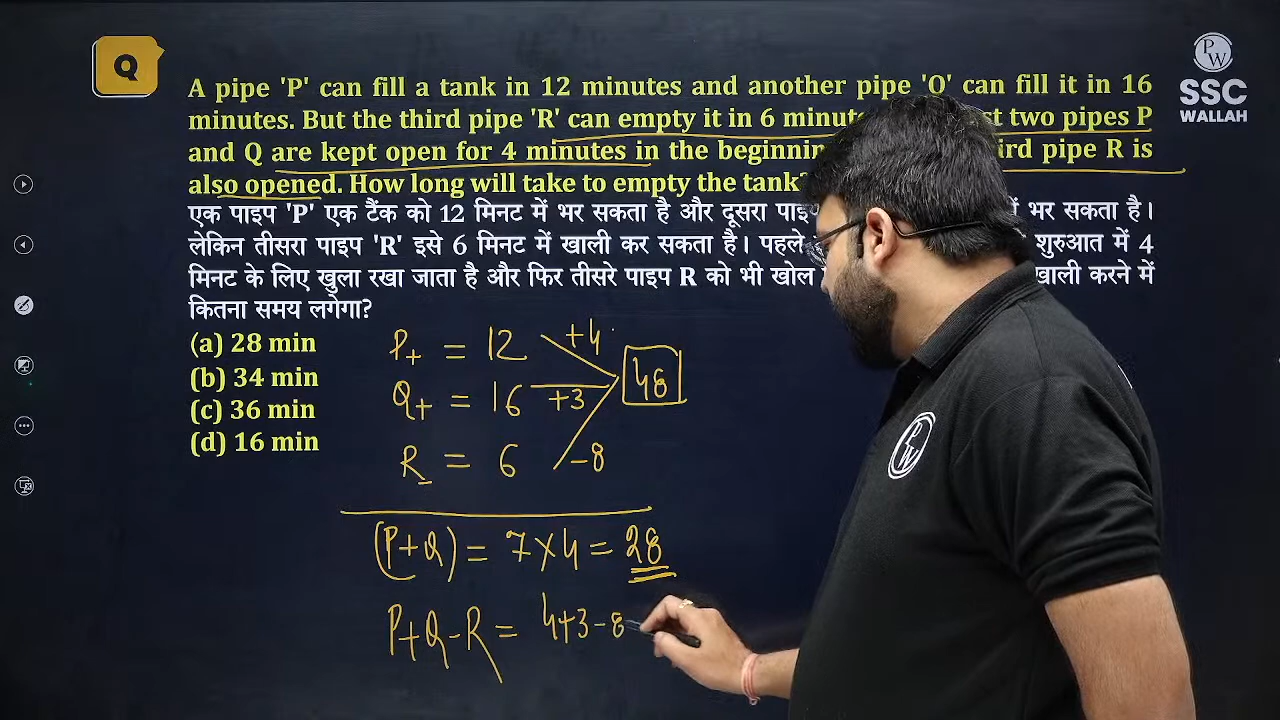 Q
PW
SSC
WALLAH
A pipe 'P' can fill a tank in 12 minutes and another pipe 'Q' can fill it in 16
minutes. But the third pipe 'R' can empty it in 6 two pipes P
and Q are kept open for 4 minutes in the pipe R is
also opened. How long will take to empty the tank
एक पाइप 'P' एक टैंक को 12 मिनट में भर सकता है और दूसरा भर सकता है।
लेकिन तीसरा पाइप 'R' इसे 6 मिनट में खाली कर सकता है। पहले शुरुआत में 4
मिनट के लिए खुला रखा जाता है और फिर तीसरे पाइप R को भी खोल खाली करने में
कितना समय लगेगा?
(a) 28 min
(b) 34 min
(c) 36 min
(d) 16 min
P+ = 12 +4
Q+ = 16 +3 48
R = 6 -8
(P+Q) = 7×4 = 28
P+Q-R = 4+3-8
PW